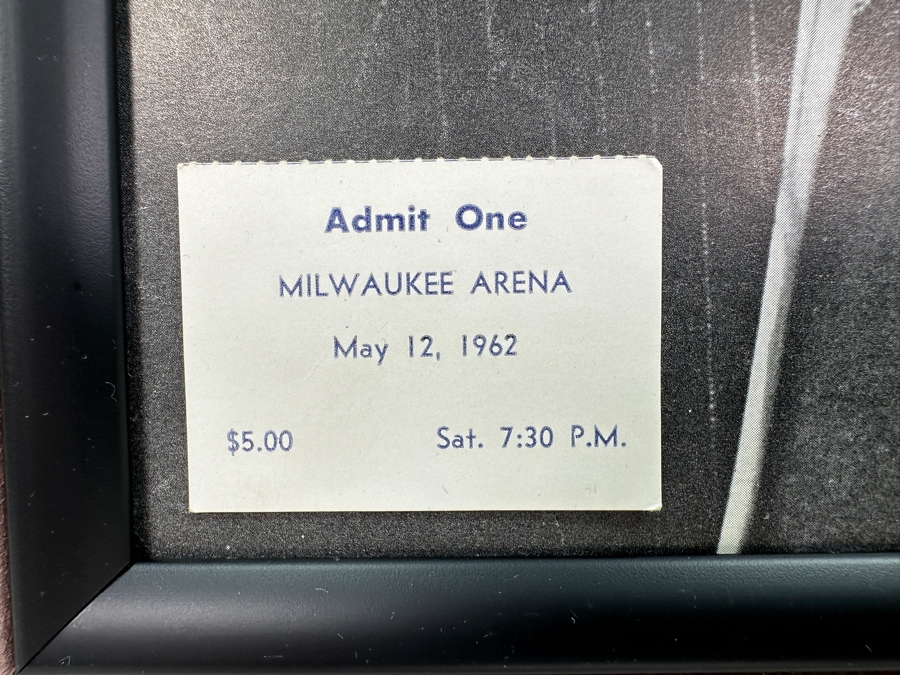 Admit One
MILWAUKEE ARENA
May 12, 1962
$5.00 Sat. 7:30 P.M.